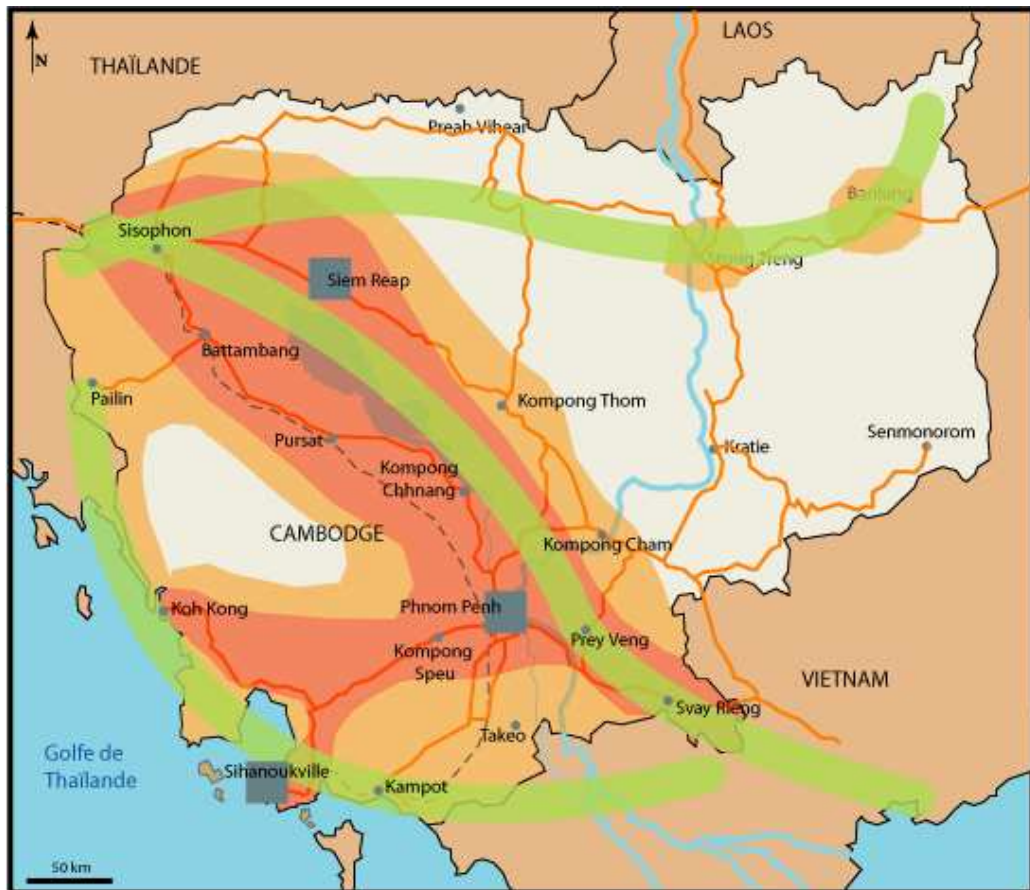 LAOS
N
THAÏLANDE
Preah Vihear
Banlung
Sisophon
Stung Treng
Siem Reap
Battambang
Pailin
Kompong Thom
Pursat
Kratie
Senmonorom
Kompong
Chhnang
CAMBODGE
Kompong Cham
Koh Kong
Phnom Penh
Prey Veng
Kompong
Speu
VIETNAM
Svay Rieng
Takeo
Golfe de
Thaïlande
Sihanoukville
Kampot
50 km